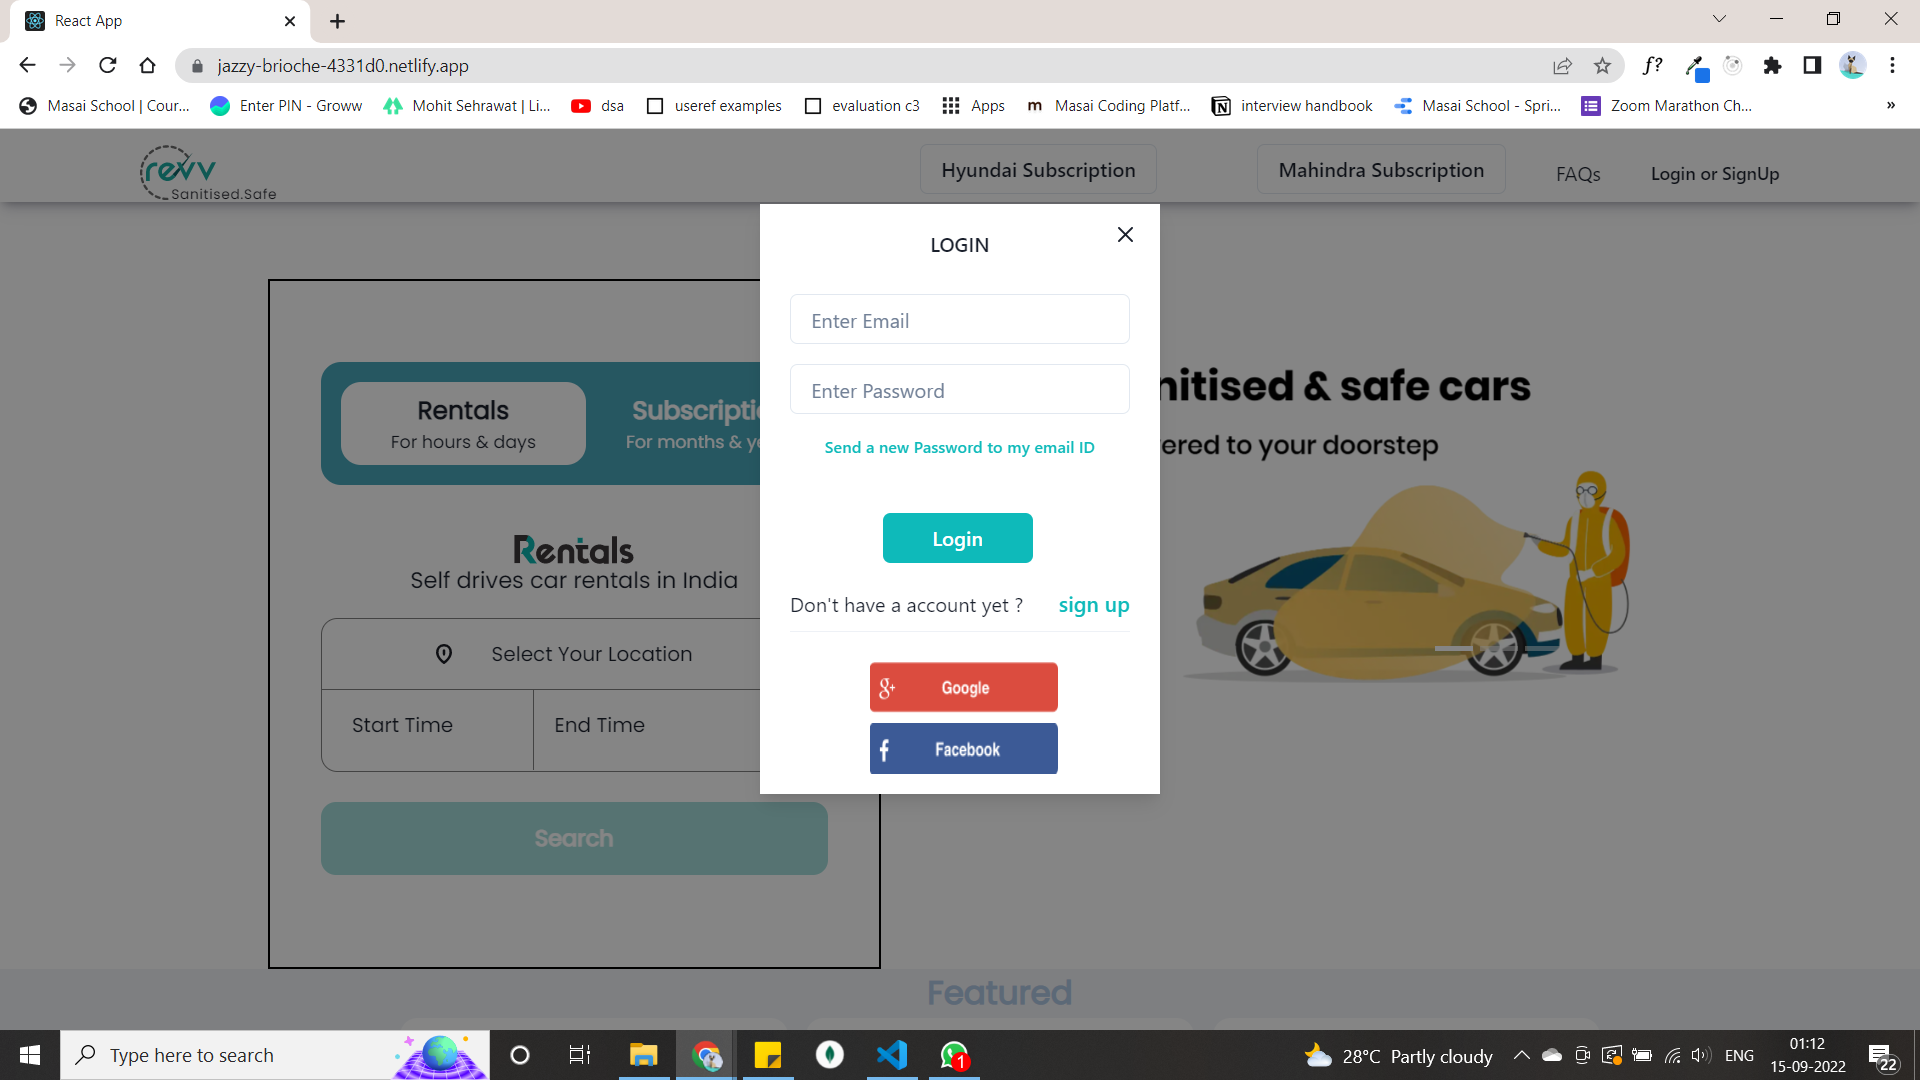 React App
jazzy-brioche-4331d0.netlify.app
f?
Masai School | Cour...
Enter PIN - Groww
Mohit Sehrawat | Li...
dsa
useref examples
evaluation c3
Apps
m Masai Coding Platf...
interview handbook
Masai School - Spri...
Zoom Marathon Ch...
»
revv
Sanitised.Safe
Hyundai Subscription
Mahindra Subscription
FAQs
Login or SignUp
LOGIN
Enter Email
Enter Password
Send a new Password to my email ID
Login
Don't have a account yet ?
sign up
g+ Google
f Facebook
Rentals
For hours & days
Subscripti
For months & ye
Rentals
Self drives car rentals in India
Select Your Location
Start Time
End Time
Search
nitised & safe cars
ered to your doorstep
Featured
Type here to search
1
28°C Partly cloudy
ENG
01:12
15-09-2022
22